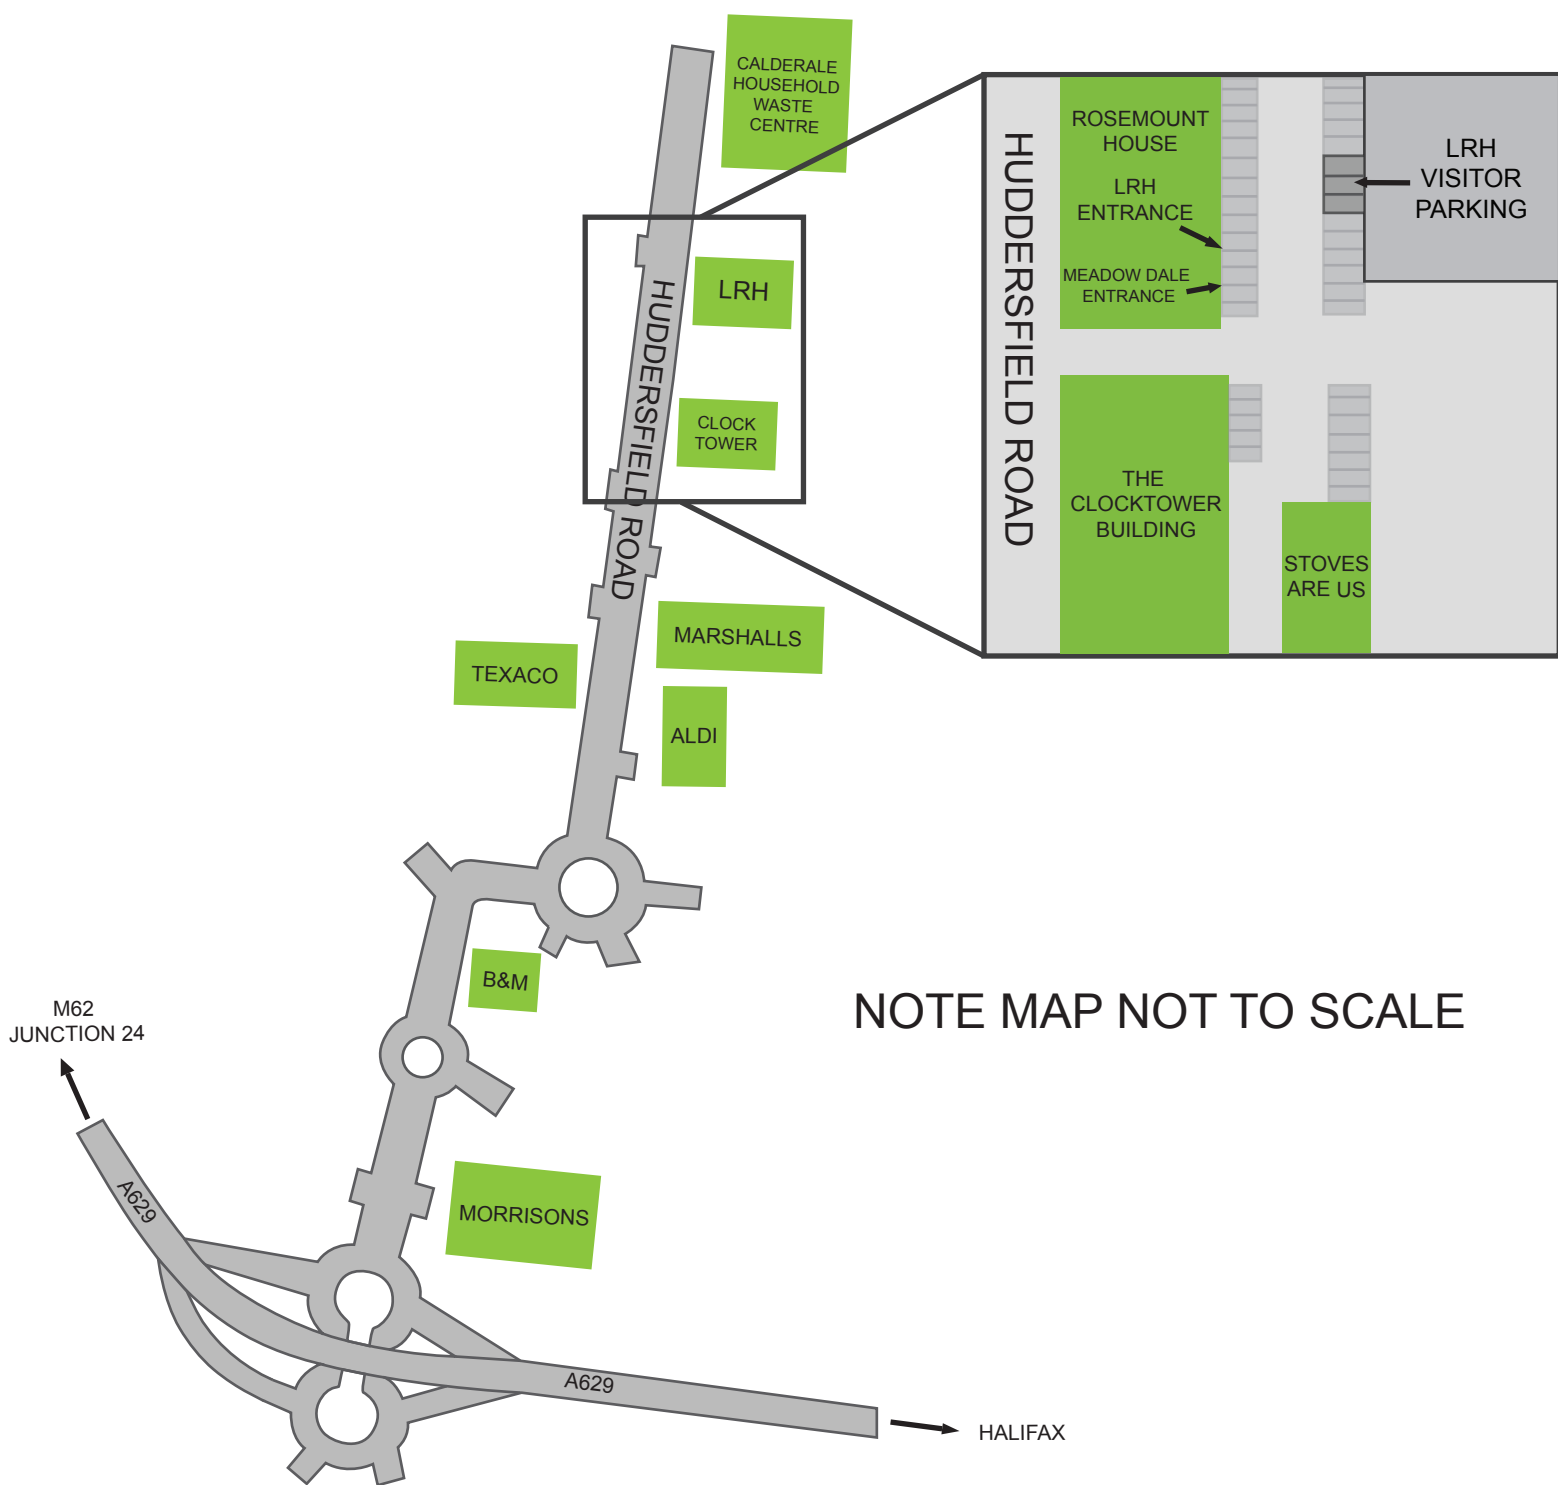 CALDERALE
HOUSEHOLD
WASTE
CENTRE
LRH
CLOCK
TOWER
HUDDERSFIELD ROAD
MARSHALLS
TEXACO
ALDI
B&M
MORRISONS
M62
JUNCTION 24
A629
A629
HALIFAX
HUDDERSFIELD ROAD
ROSEMOUNT
HOUSE
LRH
ENTRANCE
MEADOW DALE
ENTRANCE
LRH
VISITOR
PARKING
THE
CLOCKTOWER
BUILDING
STOVES
ARE US
NOTE MAP NOT TO SCALE